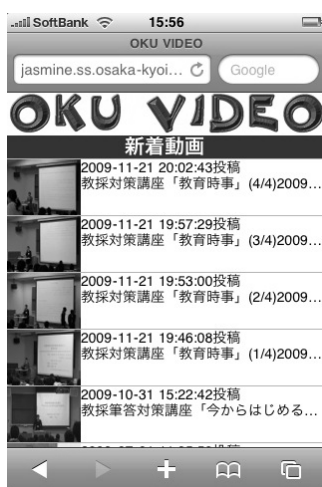 SoftBank 15:56
OKU VIDEO
jasmine.ss.osaka-kyoi... Google
OKU VIDEO
新着動画
2009-11-21 20:02:43投稿
教採対策講座「教育時事」(4/4)2009...
2009-11-21 19:57:29投稿
教採対策講座「教育時事」(3/4)2009...
2009-11-21 19:53:00投稿
教採対策講座「教育時事」(2/4)2009...
2009-11-21 19:46:08投稿
教採対策講座「教育時事」(1/4)2009...
2009-10-31 15:22:42投稿
教採筆答対策講座「今からはじめる...